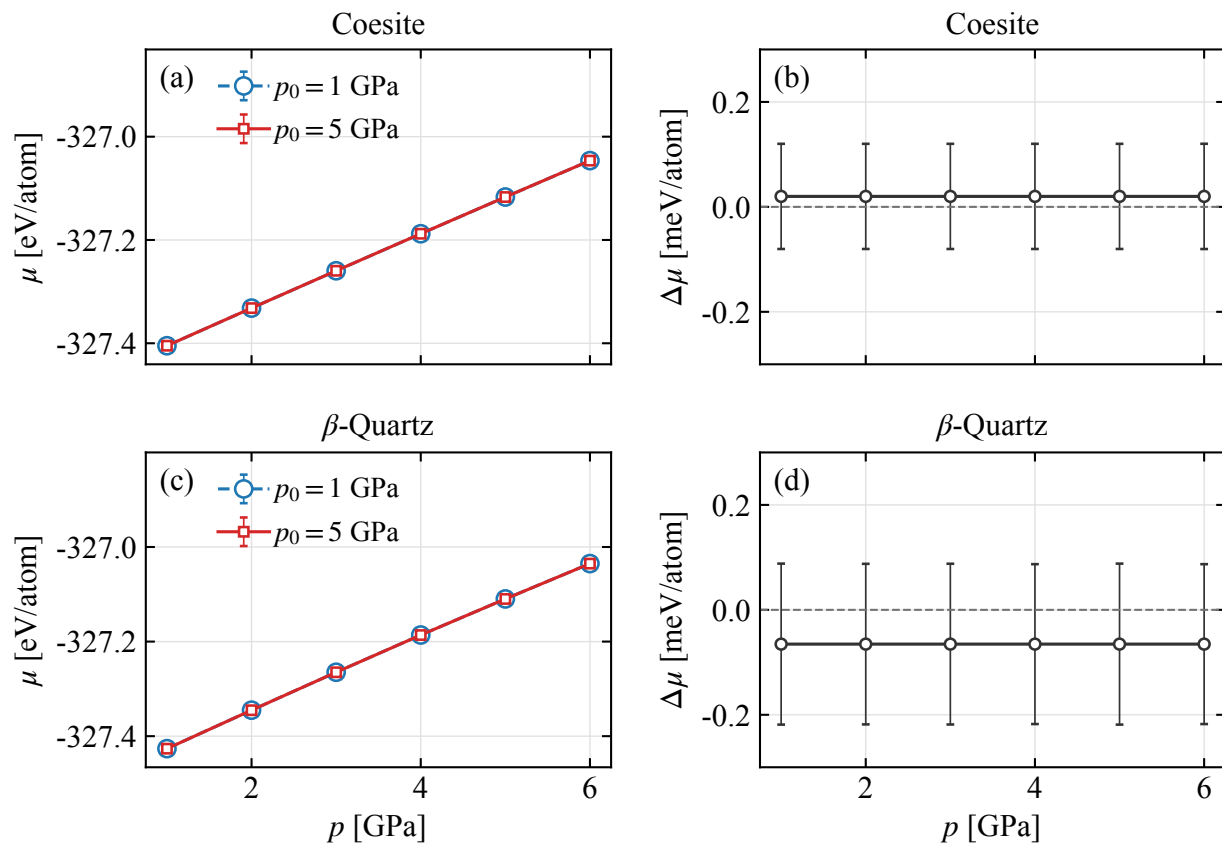 Coesite
(a)
p₀ = 1 GPa
p₀ = 5 GPa
μ [eV/atom]
-327.0
-327.2
-327.4
Coesite
(b)
Δμ [meV/atom]
0.2
0.0
-0.2
β-Quartz
(c)
p₀ = 1 GPa
p₀ = 5 GPa
μ [eV/atom]
-327.0
-327.2
-327.4
2 4 6
p [GPa]
β-Quartz
(d)
Δμ [meV/atom]
0.2
0.0
-0.2
2 4 6
p [GPa]